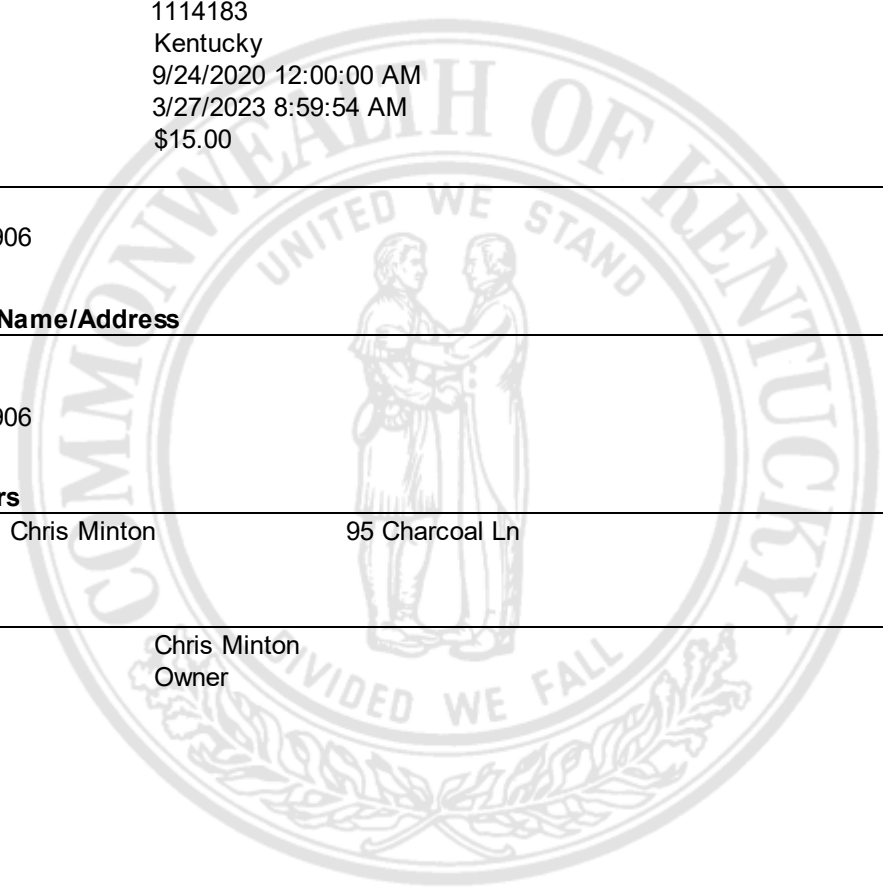 1114183
Kentucky
9/24/2020 12:00:00 AM
3/27/2023 8:59:54 AM
$15.00
906
Name/Address
906
rs
Chris Minton 95 Charcoal Ln
Chris Minton
Owner
COMMONWEALTH OF KENTUCKY
UNITED WE STAND
DIVIDED WE FALL